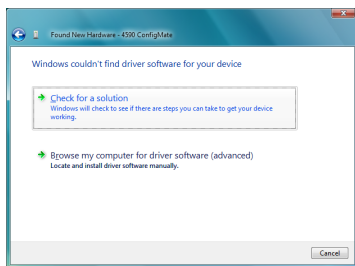 Found New Hardware - 4590 ConfigMate
Windows couldn't find driver software for your device
Check for a solution
Windows will check to see if there are steps you can take to get your device
working.
Browse my computer for driver software (advanced)
Locate and install driver software manually.
Cancel